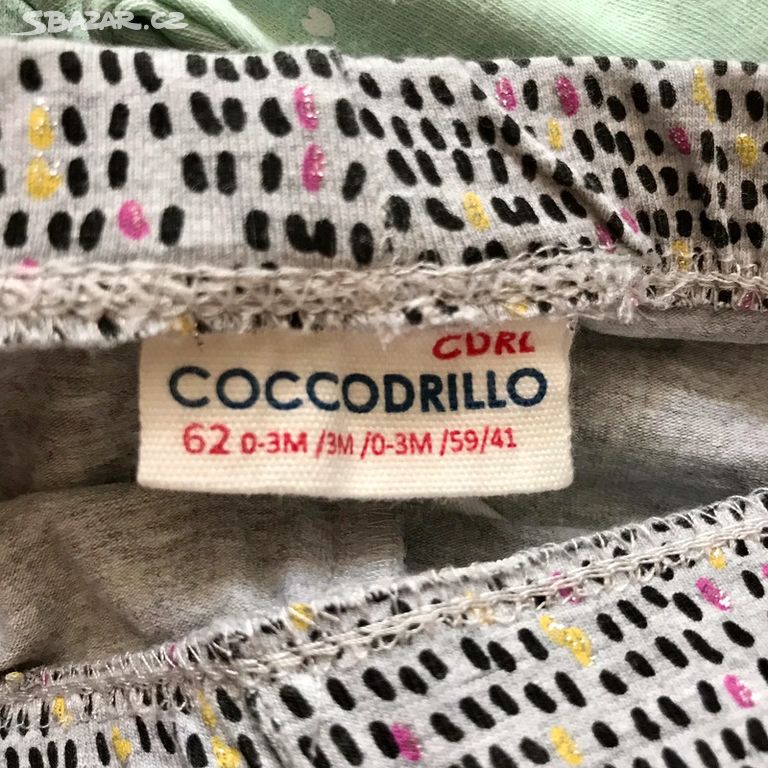 SBAZAR.CZ
CDRL
COCCODRILLO
62 0-3M /3M /0-3M /59/41